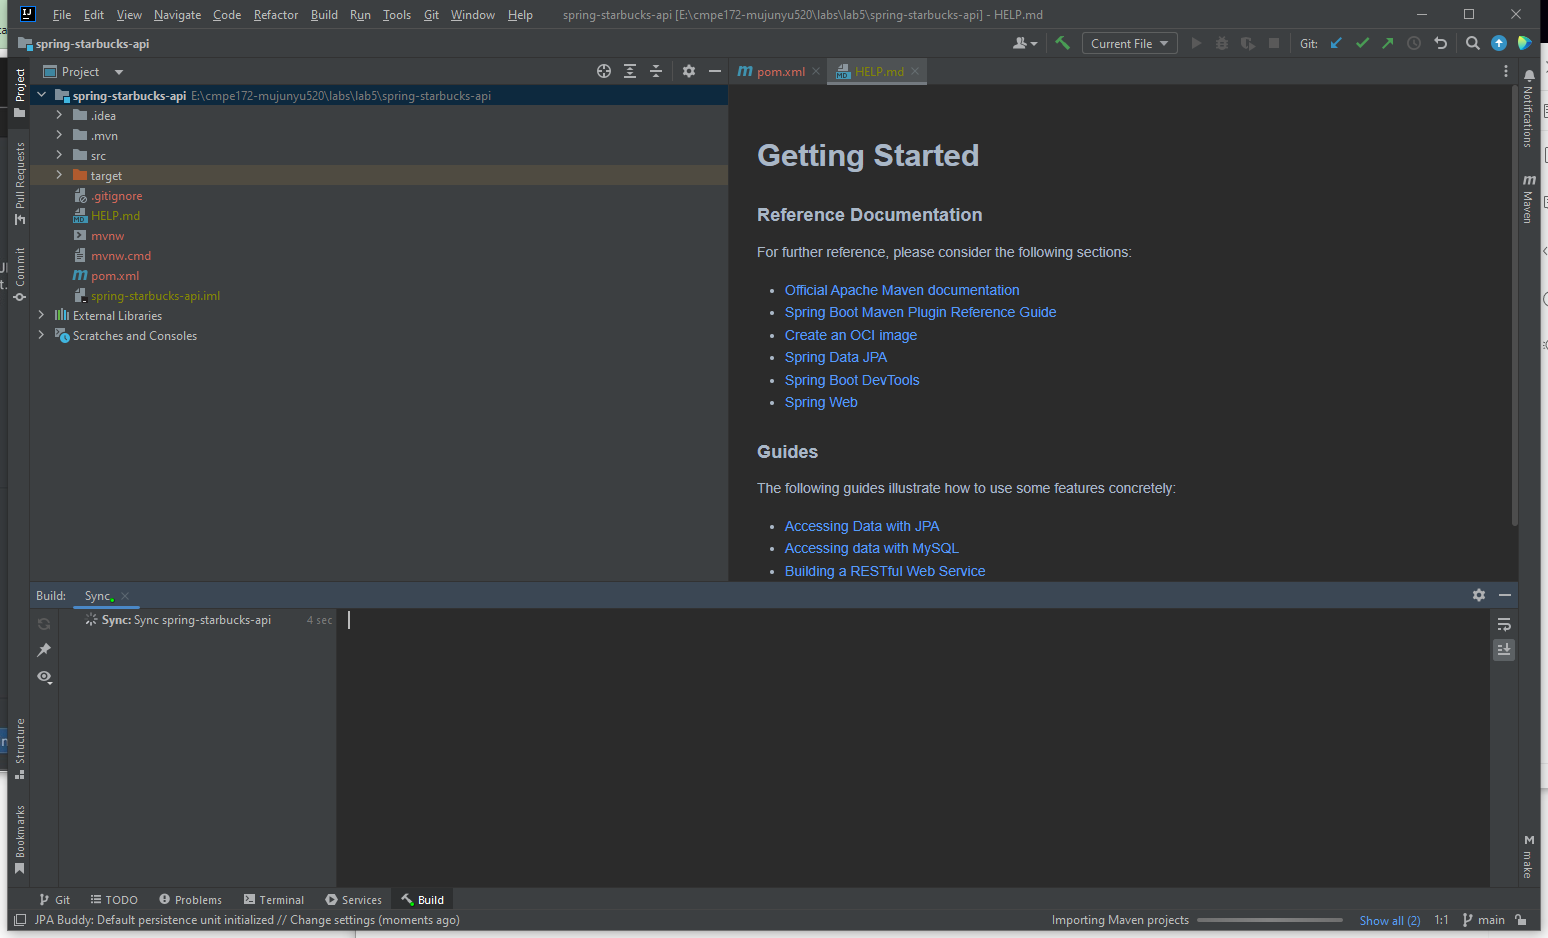 File Edit View Navigate Code Refactor Build Run Tools Git Window Help spring-starbucks-api [E:\cmpe172-mujunyu520\labs\lab5\spring-starbucks-api] - HELP.md
spring-starbucks-api
Current File
Git:
Project
pom.xml
HELP.md
Project
Pull Requests
Commit
Structure
Bookmarks
spring-starbucks-api E:\cmpe172-mujunyu520\labs\lab5\spring-starbucks-api
.idea
.mvn
src
target
.gitignore
HELP.md
mvnw
mvnw.cmd
pom.xml
spring-starbucks-api.iml
External Libraries
Scratches and Consoles
Getting Started
Reference Documentation
For further reference, please consider the following sections:
Official Apache Maven documentation
Spring Boot Maven Plugin Reference Guide
Create an OCI image
Spring Data JPA
Spring Boot DevTools
Spring Web
Guides
The following guides illustrate how to use some features concretely:
Accessing Data with JPA
Accessing data with MySQL
Building a RESTful Web Service
Notifications
Maven
make
Build: Sync
Sync: Sync spring-starbucks-api 4 sec
Git TODO Problems Terminal Services Build
JPA Buddy: Default persistence unit initialized // Change settings (moments ago)
Importing Maven projects
Show all (2)
1:1
main